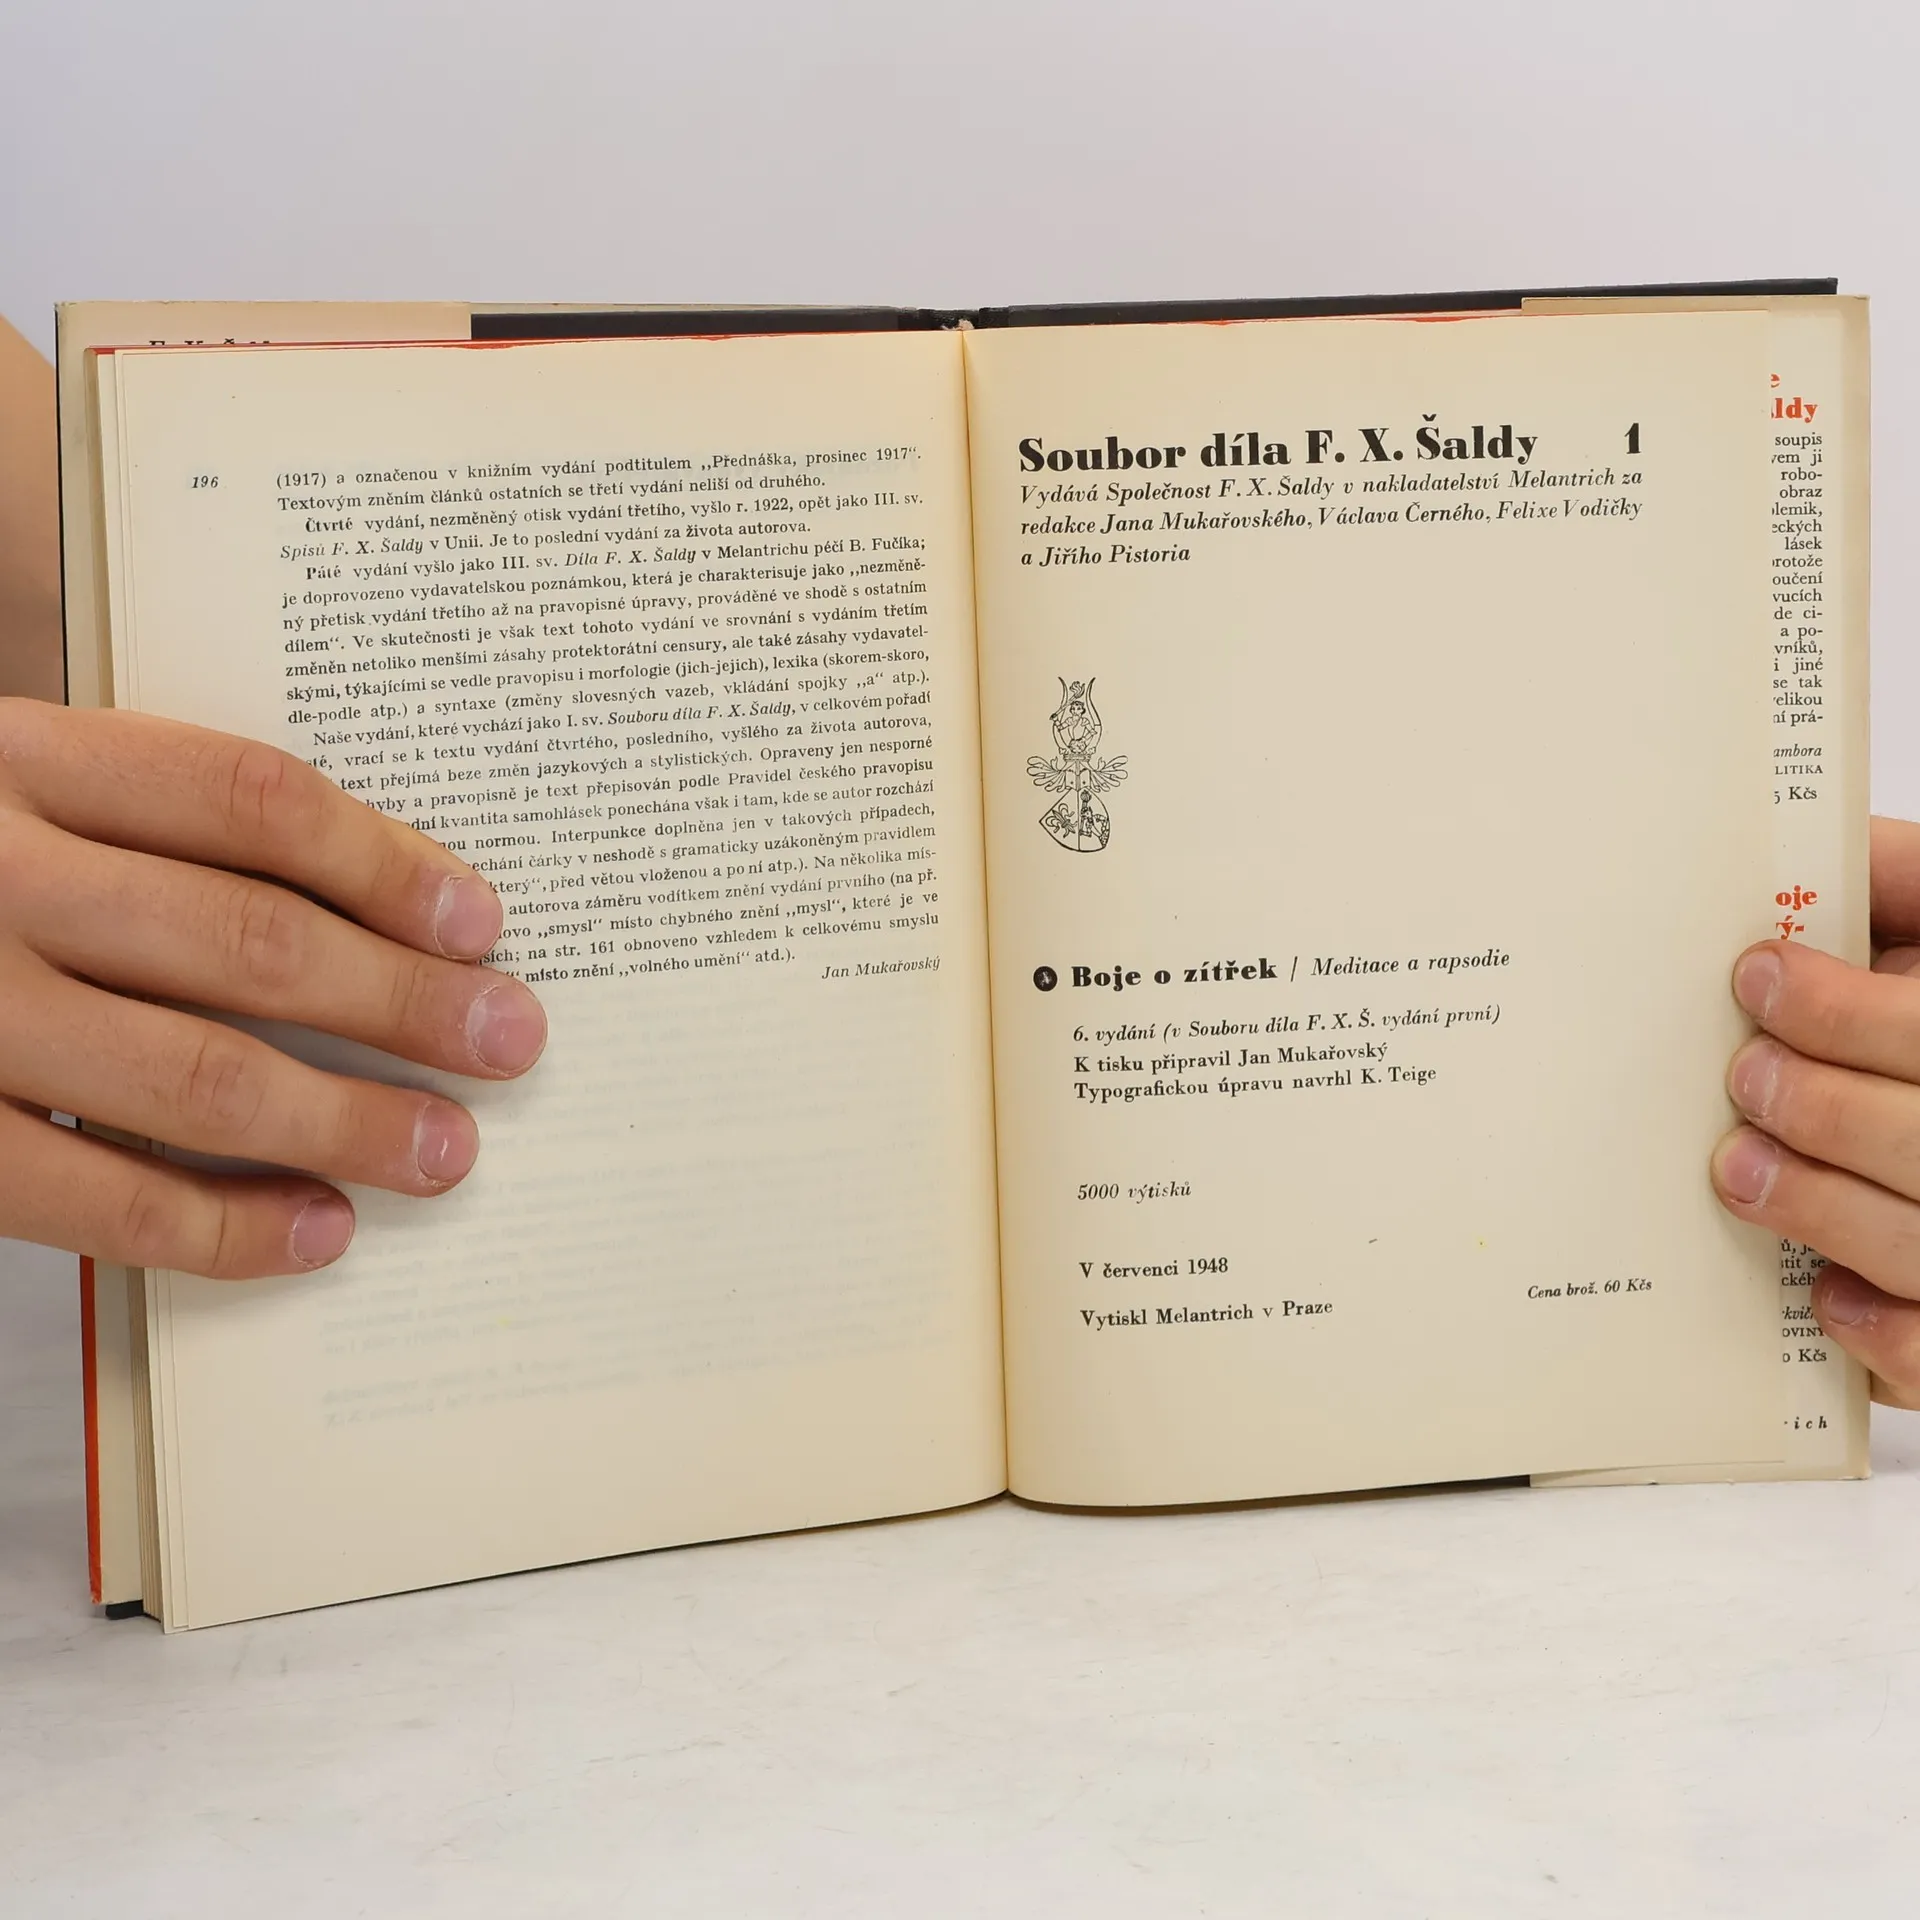 196
(1917) a označenou v knižním vydání podtitulem „Přednáška, prosinec 1917“.
Textovým zněním článků ostatních se třetí vydání neliší od druhého.
Čtvrté vydání, nezměněný otisk vydání třetího, vyšlo r. 1922, opět jako III. sv.
Spisů F. X. Šaldy v Unii. Je to poslední vydání za života autorova.
Páté vydání vyšlo jako III. sv. Díla F. X. Šaldy v Melantrichu péčí B. Fučíka;
je doprovozeno vydavatelskou poznámkou, která je charakterisuje jako „nezměně-
ný přetisk vydání třetího až na pravopisné úpravy, prováděné ve shodě s ostatním
dílem“. Ve skutečnosti je však text tohoto vydání ve srovnání s vydáním třetím
změněn netoliko menšími zásahy protektorátní censury, ale také zásahy vydavatel-
skými, týkajícími se vedle pravopisu i morfologie (jich-jejich), lexika (skorem-skoro,
dle-podle atp.) a syntaxe (změny slovesných vazeb, vkládání spojky „a“ atp.).
Naše vydání, které vychází jako I. sv. Souboru díla F. X. Šaldy, v celkovém pořadí
vrací se k textu vydání čtvrtého, posledního, vyšlého za života autorova,
text přejímá beze změn jazykových a stylistických. Opraveny jen nesporné
a pravopisně je text přepisován podle Pravidel českého pravopisu
kvantita samohlásek ponechána však i tam, kde se autor rozchází
normou. Interpunkce doplněna jen v takových případech,
čárky v neshodě s gramaticky uzákoněným pravidlem
který“, před větou vloženou a po ní atp.). Na několika mís-
autorova záměru vodítkem znění vydání prvního (na př.
„smysl“ místo chybného znění „mysl“, které je ve
na str. 161 obnoveno vzhledem k celkovému smyslu
místo znění „volného umění“ atd.).
Jan Mukařovský
Soubor díla F. X. Šaldy 1
Vydává Společnost F. X. Šaldy v nakladatelství Melantrich za
redakce Jana Mukařovského, Václava Černého, Felixe Vodičky
a Jiřího Pistoria
Boje o zítřek / Meditace a rapsodie
6. vydání (v Souboru díla F. X. Š. vydání první)
K tisku připravil Jan Mukařovský
Typografickou úpravu navrhl K. Teige
5000 výtisků
V červenci 1948
Cena brož. 60 Kčs
Vytiskl Melantrich v Praze
soupis
obraz
lásek
a po-
i jiné
se tak
Kčs
Kčs